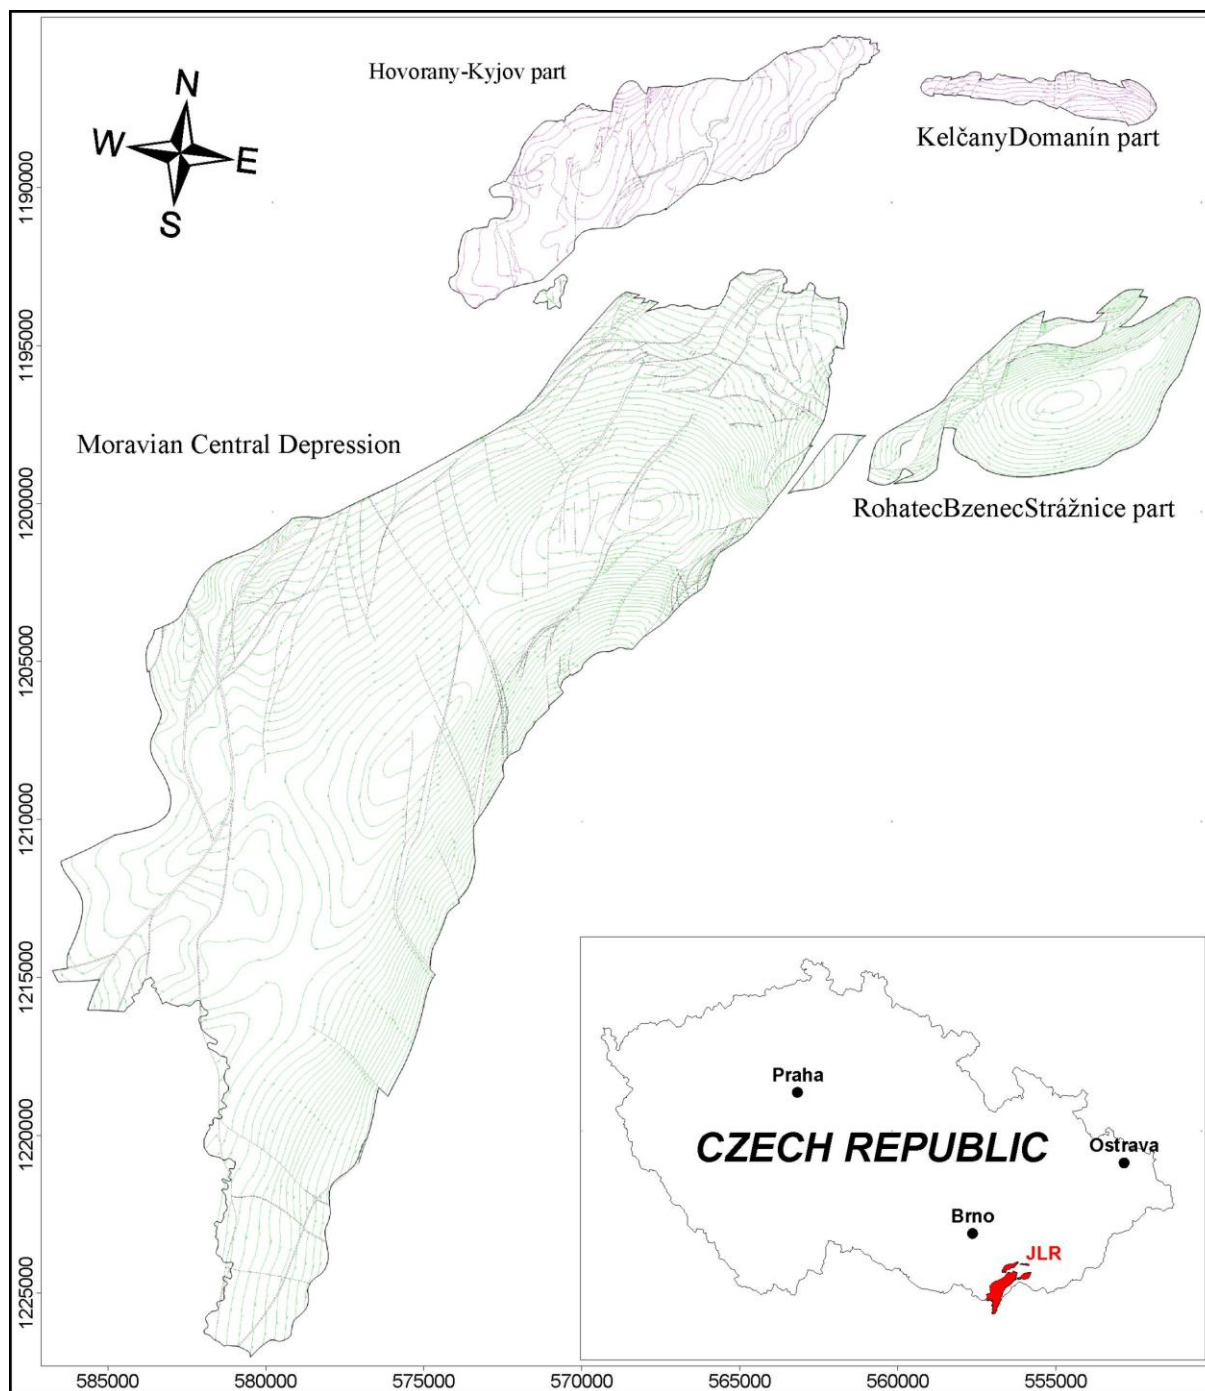 Hovorany-Kyjov part
KelčanyDomanín part
N
W
E
S
Moravian Central Depression
RohatecBzenecStrážnice part
1190000
1195000
1200000
1205000
1210000
1215000
1220000
1225000
Praha
CZECH REPUBLIC
Ostrava
Brno
JLR
585000
580000
575000
570000
565000
560000
555000